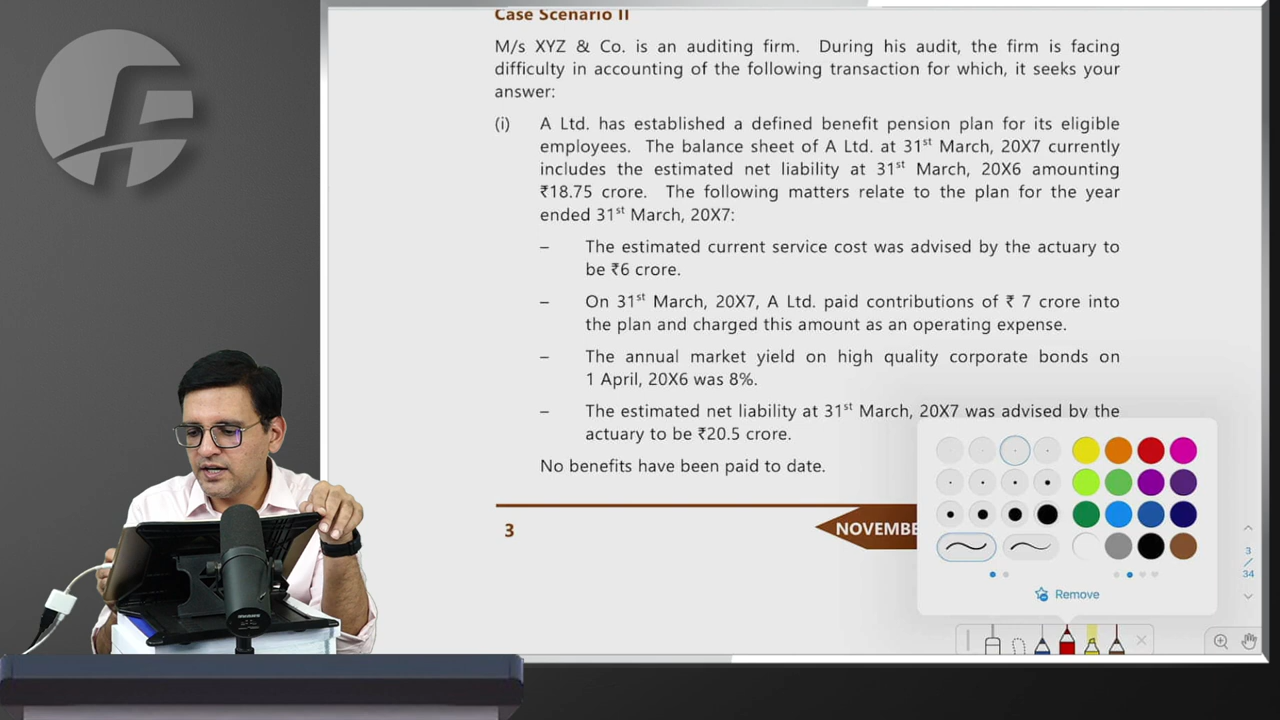 Case Scenario II
M/s XYZ & Co. is an auditing firm. During his audit, the firm is facing
difficulty in accounting of the following transaction for which, it seeks your
answer:
(i) A Ltd. has established a defined benefit pension plan for its eligible
employees. The balance sheet of A Ltd. at 31st March, 20X7 currently
includes the estimated net liability at 31st March, 20X6 amounting
₹18.75 crore. The following matters relate to the plan for the year
ended 31st March, 20X7:
– The estimated current service cost was advised by the actuary to
be ₹6 crore.
– On 31st March, 20X7, A Ltd. paid contributions of ₹ 7 crore into
the plan and charged this amount as an operating expense.
– The annual market yield on high quality corporate bonds on
1 April, 20X6 was 8%.
– The estimated net liability at 31st March, 20X7 was advised by the
actuary to be ₹20.5 crore.
No benefits have been paid to date.
3
NOVEMBE
3
/
34
Remove